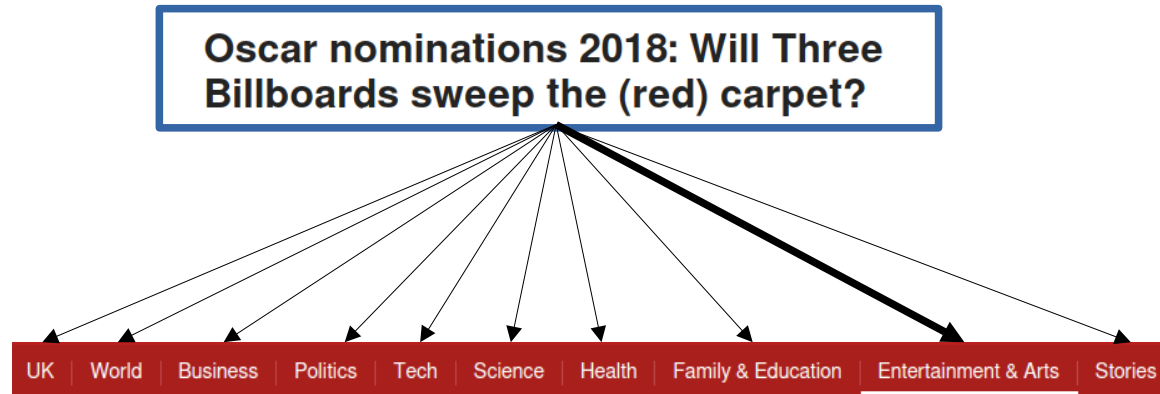 Oscar nominations 2018: Will Three
Billboards sweep the (red) carpet?
UK World Business Politics Tech Science Health Family & Education Entertainment & Arts Stories